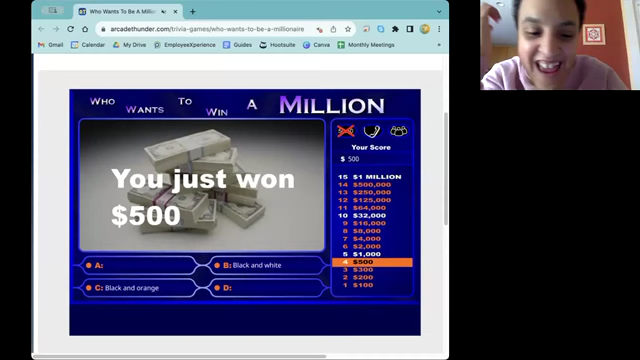 Who Wants To Be A Million
arcadethunder.com/trivia-games/who-wants-to-be-a-millionaire
Gmail Calendar My Drive EmployeeXperience Guides Hootsuite Canva Monthly Meetings
WHO WANTS TO WIN A MILLION
You just won
$500
Your Score
$ 500
15 $1 MILLION
14 $500,000
13 $250,000
12 $125,000
11 $64,000
10 $32,000
9 $16,000
8 $8,000
7 $4,000
6 $2,000
5 $1,000
4 $500
3 $300
2 $200
1 $100
A:
B: Black and white
C: Black and orange
D: